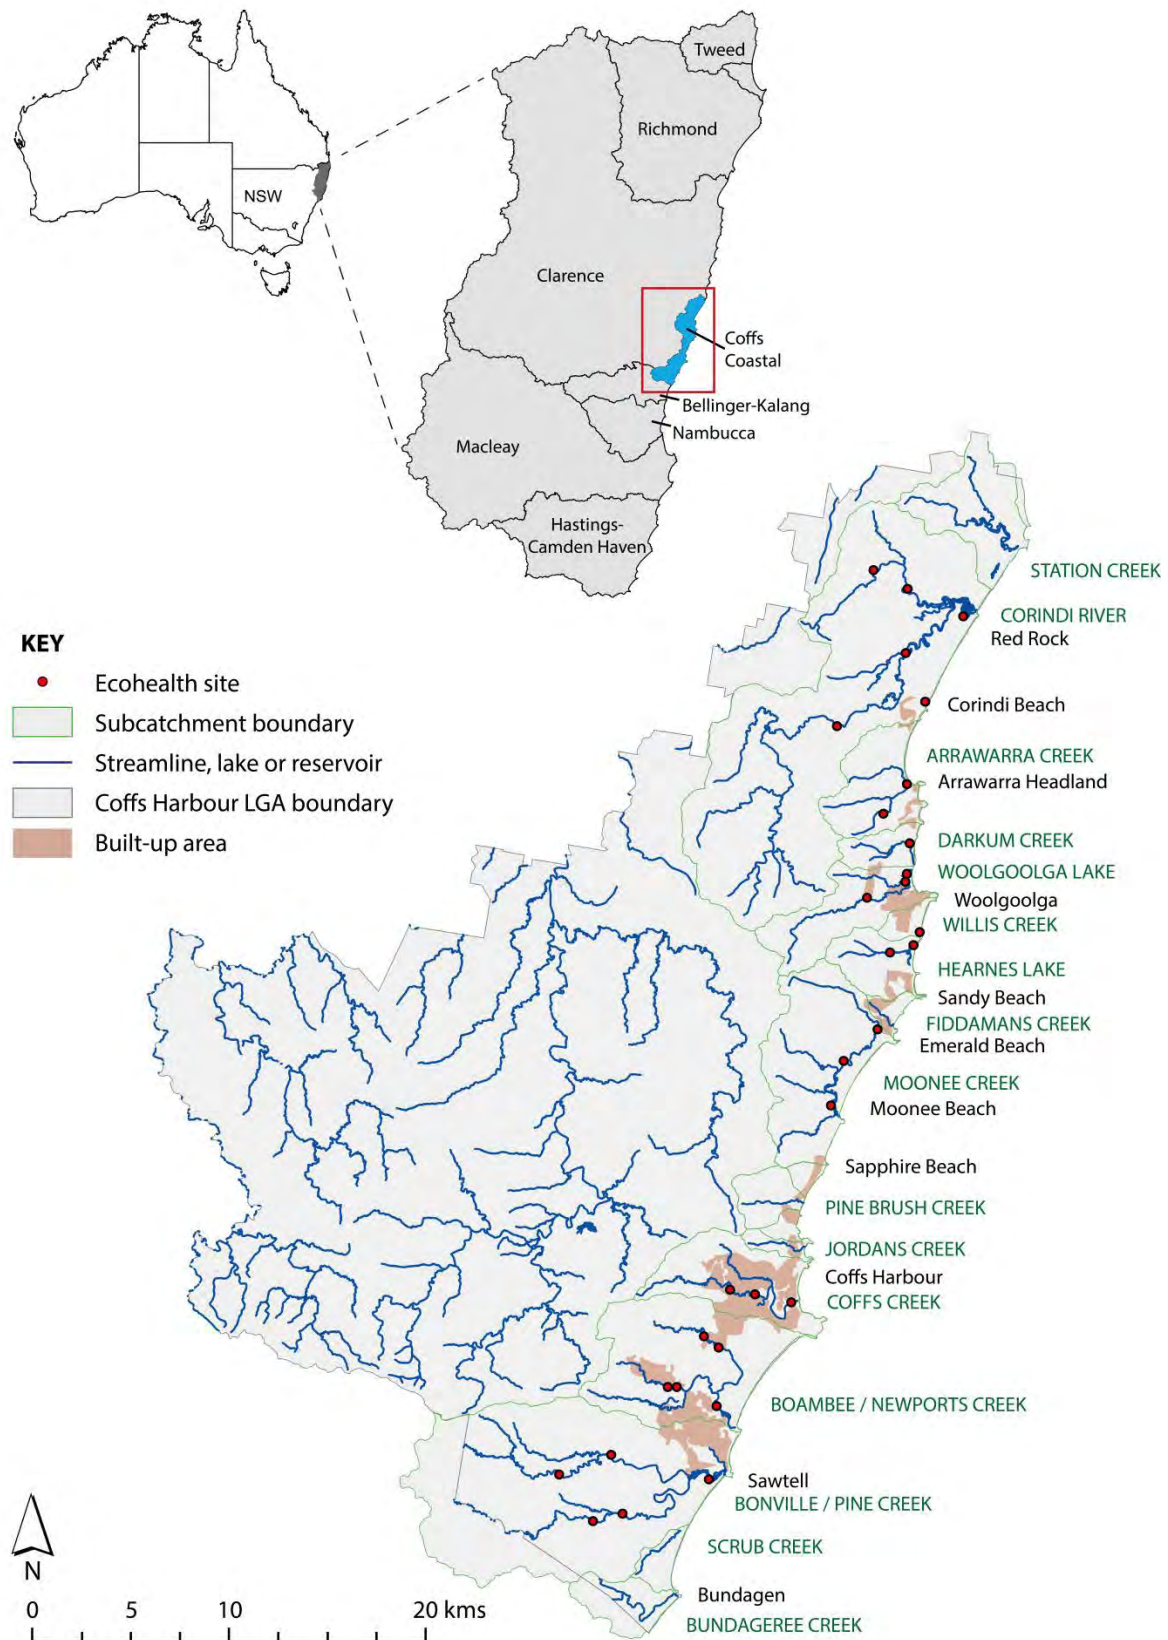 Tweed
Richmond
NSW
Clarence
Coffs
Coastal
Bellinger-Kalang
Nambucca
Macleay
Hastings-
Camden Haven
STATION CREEK
CORINDI RIVER
Red Rock
KEY
Ecohealth site
Subcatchment boundary
Streamline, lake or reservoir
Coffs Harbour LGA boundary
Built-up area
Corindi Beach
ARRAWARRA CREEK
Arrawarra Headland
DARKUM CREEK
WOOLGOOLGA LAKE
Woolgoolga
WILLIS CREEK
HEARNES LAKE
Sandy Beach
FIDDAMANS CREEK
Emerald Beach
MOONEE CREEK
Moonee Beach
Sapphire Beach
PINE BRUSH CREEK
JORDANS CREEK
Coffs Harbour
COFFS CREEK
BOAMBEE / NEWPORTS CREEK
Sawtell
BONVILLE / PINE CREEK
SCRUB CREEK
Bundagen
BUNDAGEREE CREEK
N
0 5 10 20 kms